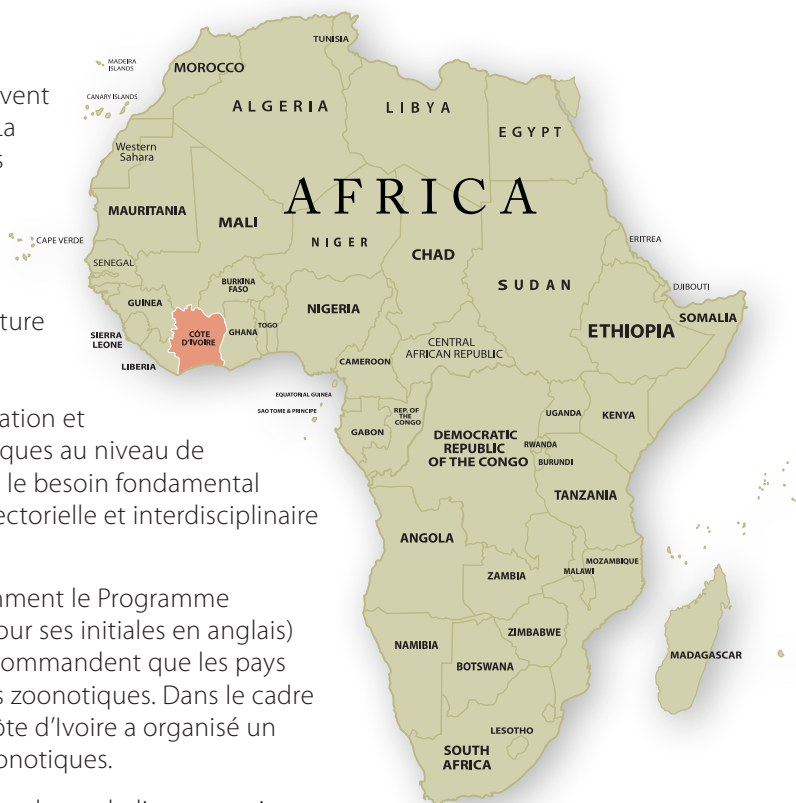 vent
La
s
ture
ation et
iques au niveau de
le besoin fondamental
ectorielle et interdisciplinaire
mment le Programme
our ses initiales en anglais)
commandent que les pays
s zoonotiques. Dans le cadre
ôte d'Ivoire a organisé un
onotiques.
TUNISIA
MADEIRA
ISLANDS
MOROCCO
CANARY ISLANDS
ALGERIA
LIBYA
EGYPT
Western
Sahara
AFRICA
MAURITANIA
MALI
NIGER
CHAD
SUDAN
ERITREA
CAPE VERDE
SENEGAL
DJIBOUTI
BURKINA
FASO
GUINEA
NIGERIA
SOMALIA
ETHIOPIA
SIERRA
LEONE
CÔTE
D'IVOIRE
GHANA
TOGO
LIBERIA
CENTRAL
AFRICAN REPUBLIC
CAMEROON
EQUATORIAL GUINEA
SAO TOME & PRINCIPE
REP. OF
THE
CONGO
GABON
UGANDA
KENYA
DEMOCRATIC
REPUBLIC
OF THE CONGO
RWANDA
BURUNDI
TANZANIA
ANGOLA
MOZAMBIQUE
MALAWI
ZAMBIA
ZIMBABWE
NAMIBIA
BOTSWANA
MADAGASCAR
LESOTHO
SOUTH
AFRICA